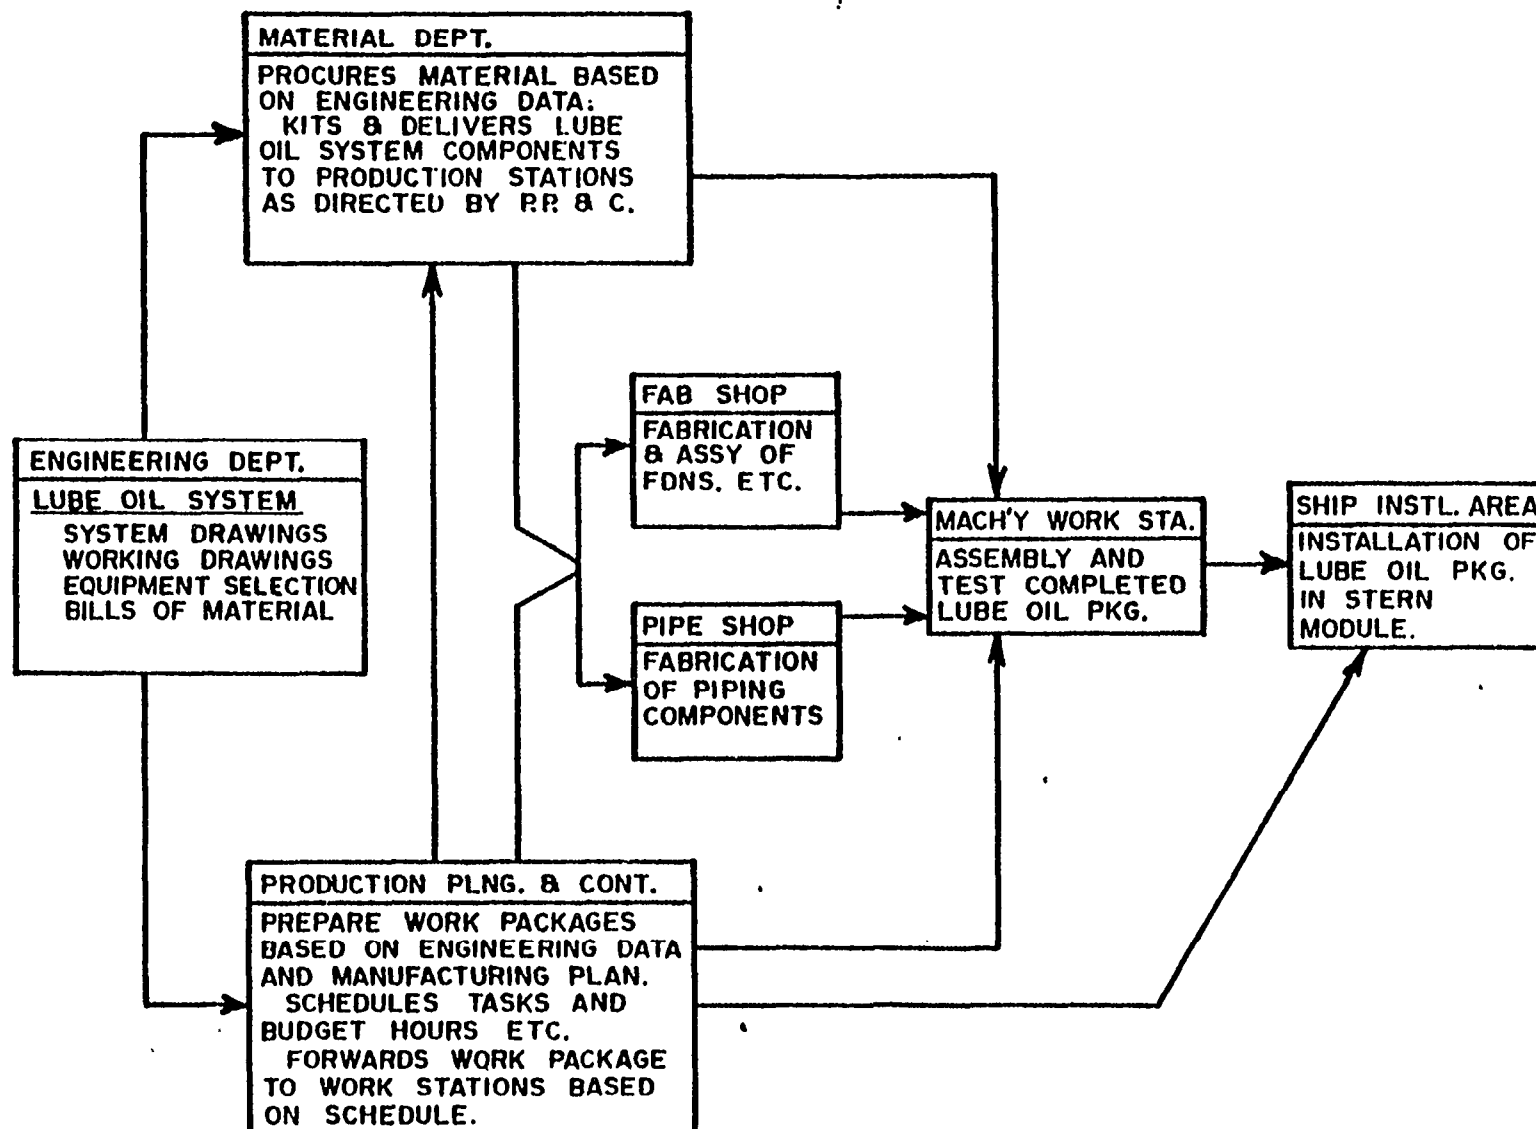 MATERIAL DEPT.
PROCURES MATERIAL BASED
ON ENGINEERING DATA:
KITS & DELIVERS LUBE
OIL SYSTEM COMPONENTS
TO PRODUCTION STATIONS
AS DIRECTED BY P.P. & C.
ENGINEERING DEPT.
LUBE OIL SYSTEM
SYSTEM DRAWINGS
WORKING DRAWINGS
EQUIPMENT SELECTION
BILLS OF MATERIAL
FAB SHOP
FABRICATION
& ASSY OF
FDNS. ETC.
PIPE SHOP
FABRICATION
OF PIPING
COMPONENTS
MACH'Y WORK STA.
ASSEMBLY AND
TEST COMPLETED
LUBE OIL PKG.
SHIP INSTL. AREA
INSTALLATION OF
LUBE OIL PKG.
IN STERN
MODULE.
PRODUCTION PLNG. & CONT.
PREPARE WORK PACKAGES
BASED ON ENGINEERING DATA
AND MANUFACTURING PLAN.
SCHEDULES TASKS AND
BUDGET HOURS ETC.
FORWARDS WORK PACKAGE
TO WORK STATIONS BASED
ON SCHEDULE.